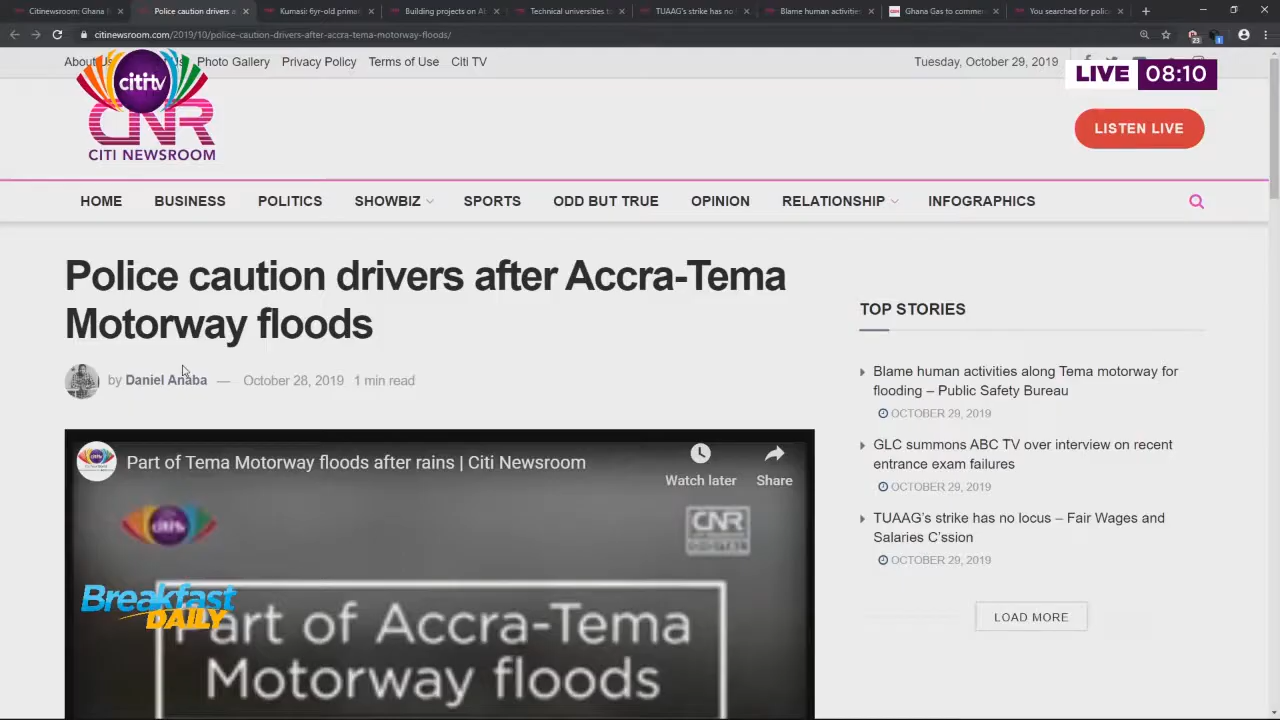 Citinewsroom: Ghana N
Police caution drivers a
Kumasi: 6yr-old prima
Building projects on A
Technical universities t
TUAAG's strike has no
Blame human activities
Ghana Gas to comme
You searched for polic
citinewsroom.com/2019/10/police-caution-drivers-after-accra-tema-motorway-floods/
23
1
About Us
Photo Gallery
Privacy Policy
Terms of Use
Citi TV
Tuesday, October 29, 2019
LIVE 08:10
citi tv
CNR
CITI NEWSROOM
LISTEN LIVE
HOME
BUSINESS
POLITICS
SHOWBIZ
SPORTS
ODD BUT TRUE
OPINION
RELATIONSHIP
INFOGRAPHICS
Police caution drivers after Accra-Tema
Motorway floods
by Daniel Anaba — October 28, 2019 1 min read
Part of Tema Motorway floods after rains | Citi Newsroom
Watch later
Share
citi tv
CNR
Part of Accra-Tema
Motorway floods
Breakfast
DAILY
TOP STORIES
Blame human activities along Tema motorway for
flooding – Public Safety Bureau
OCTOBER 29, 2019
GLC summons ABC TV over interview on recent
entrance exam failures
OCTOBER 29, 2019
TUAAG's strike has no locus – Fair Wages and
Salaries C'ssion
OCTOBER 29, 2019
LOAD MORE